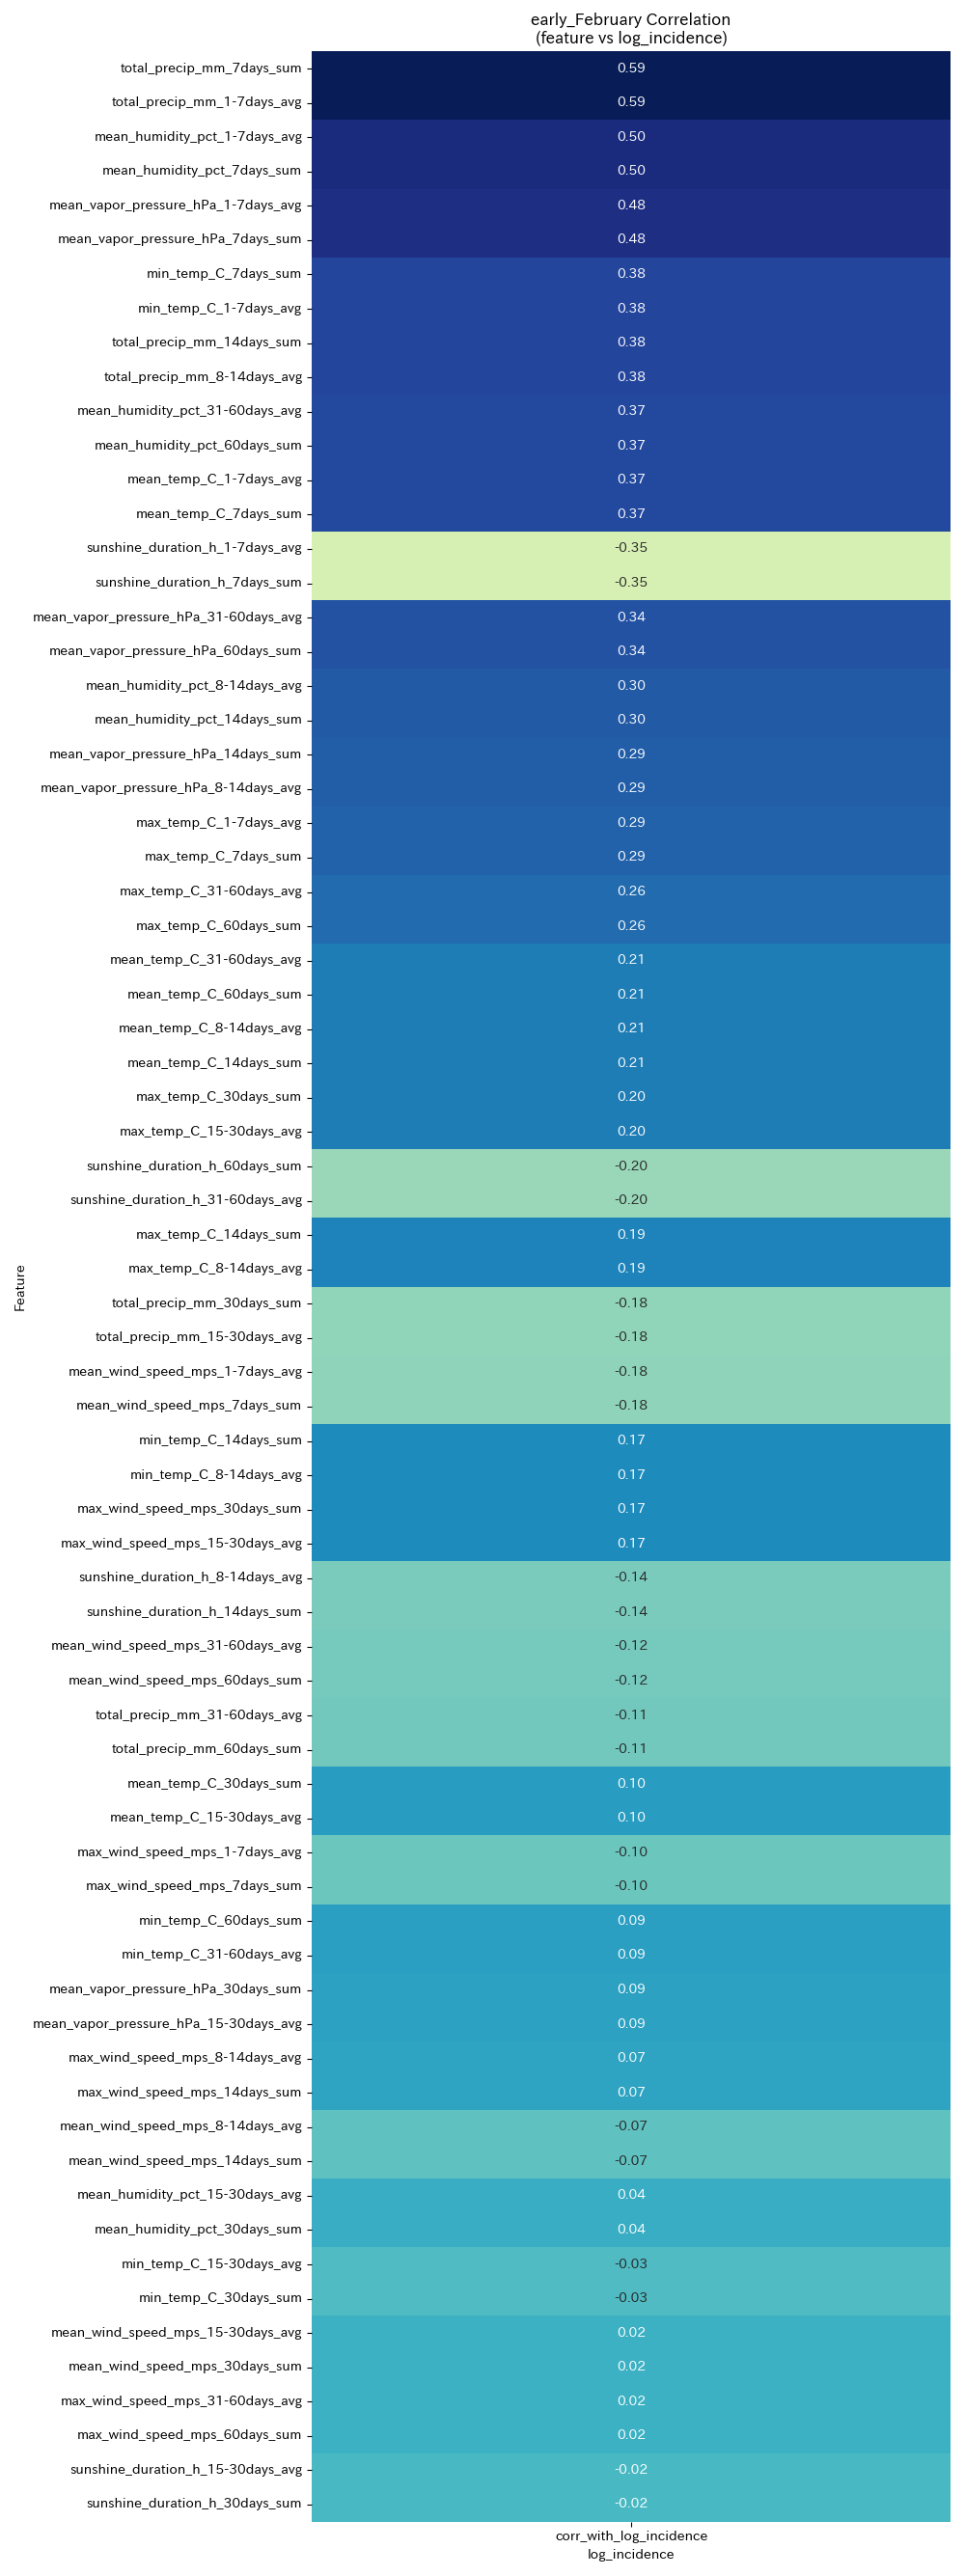 early_February Correlation
(feature vs log_incidence)
total_precip_mm_7days_sum 0.59
total_precip_mm_1-7days_avg 0.59
mean_humidity_pct_1-7days_avg 0.50
mean_humidity_pct_7days_sum 0.50
mean_vapor_pressure_hPa_1-7days_avg 0.48
mean_vapor_pressure_hPa_7days_sum 0.48
min_temp_C_7days_sum 0.38
min_temp_C_1-7days_avg 0.38
total_precip_mm_14days_sum 0.38
total_precip_mm_8-14days_avg 0.38
mean_humidity_pct_31-60days_avg 0.37
mean_humidity_pct_60days_sum 0.37
mean_temp_C_1-7days_avg 0.37
mean_temp_C_7days_sum 0.37
sunshine_duration_h_1-7days_avg -0.35
sunshine_duration_h_7days_sum -0.35
mean_vapor_pressure_hPa_31-60days_avg 0.34
mean_vapor_pressure_hPa_60days_sum 0.34
mean_humidity_pct_8-14days_avg 0.30
mean_humidity_pct_14days_sum 0.30
mean_vapor_pressure_hPa_14days_sum 0.29
mean_vapor_pressure_hPa_8-14days_avg 0.29
max_temp_C_1-7days_avg 0.29
max_temp_C_7days_sum 0.29
max_temp_C_31-60days_avg 0.26
max_temp_C_60days_sum 0.26
mean_temp_C_31-60days_avg 0.21
mean_temp_C_60days_sum 0.21
mean_temp_C_8-14days_avg 0.21
mean_temp_C_14days_sum 0.21
max_temp_C_30days_sum 0.20
max_temp_C_15-30days_avg 0.20
sunshine_duration_h_60days_sum -0.20
sunshine_duration_h_31-60days_avg -0.20
max_temp_C_14days_sum 0.19
max_temp_C_8-14days_avg 0.19
Feature
total_precip_mm_30days_sum -0.18
total_precip_mm_15-30days_avg -0.18
mean_wind_speed_mps_1-7days_avg -0.18
mean_wind_speed_mps_7days_sum -0.18
min_temp_C_14days_sum 0.17
min_temp_C_8-14days_avg 0.17
max_wind_speed_mps_30days_sum 0.17
max_wind_speed_mps_15-30days_avg 0.17
sunshine_duration_h_8-14days_avg -0.14
sunshine_duration_h_14days_sum -0.14
mean_wind_speed_mps_31-60days_avg -0.12
mean_wind_speed_mps_60days_sum -0.12
total_precip_mm_31-60days_avg -0.11
total_precip_mm_60days_sum -0.11
mean_temp_C_30days_sum 0.10
mean_temp_C_15-30days_avg 0.10
max_wind_speed_mps_1-7days_avg -0.10
max_wind_speed_mps_7days_sum -0.10
min_temp_C_60days_sum 0.09
min_temp_C_31-60days_avg 0.09
mean_vapor_pressure_hPa_30days_sum 0.09
mean_vapor_pressure_hPa_15-30days_avg 0.09
max_wind_speed_mps_8-14days_avg 0.07
max_wind_speed_mps_14days_sum 0.07
mean_wind_speed_mps_8-14days_avg -0.07
mean_wind_speed_mps_14days_sum -0.07
mean_humidity_pct_15-30days_avg 0.04
mean_humidity_pct_30days_sum 0.04
min_temp_C_15-30days_avg -0.03
min_temp_C_30days_sum -0.03
mean_wind_speed_mps_15-30days_avg 0.02
mean_wind_speed_mps_30days_sum 0.02
max_wind_speed_mps_31-60days_avg 0.02
max_wind_speed_mps_60days_sum 0.02
sunshine_duration_h_15-30days_avg -0.02
sunshine_duration_h_30days_sum -0.02
corr_with_log_incidence
log_incidence